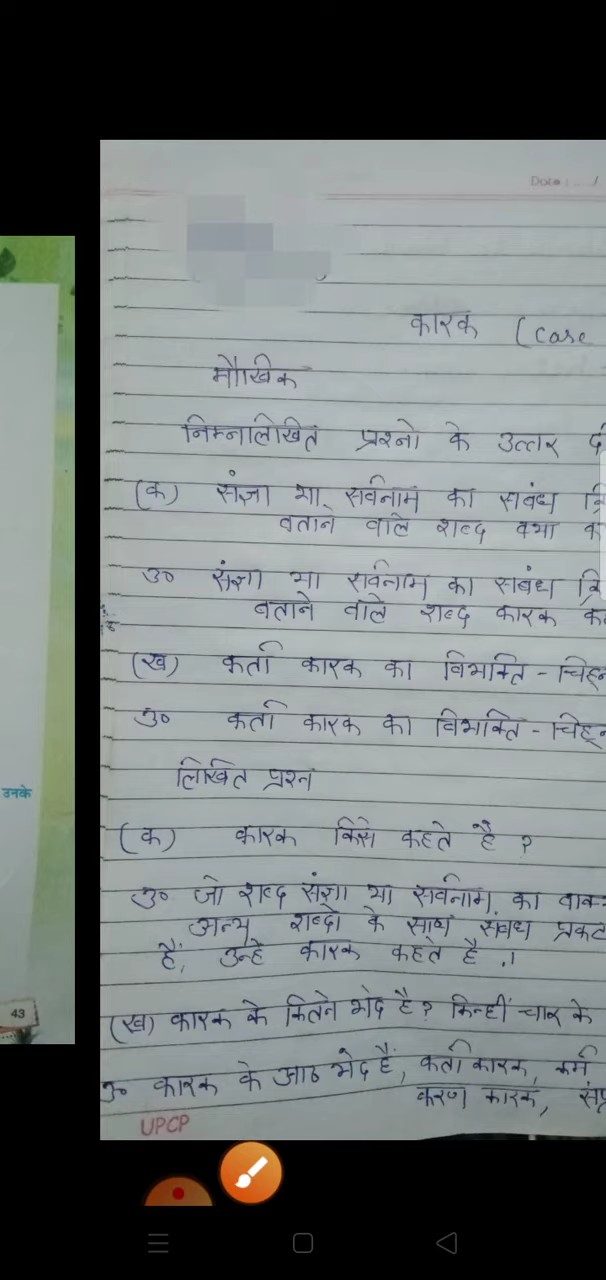 Date : ..../
कारक (case
मौखिक
निम्नलिखित प्रश्नो के उत्तर
(क) संज्ञा या सर्वनाम का सबंध
बताने वाले शब्द क्या
उ० संज्ञा या सर्वनाम का सबंध
बताने वाले शब्द कारक
(ख) कर्ता कारक का विभक्ति - चिह्न
उ० कर्ता कारक का विभक्ति - चिह्न
लिखित प्रश्न
उनके
(क) कारक किसे कहते है ?
उ० जो शब्द संज्ञा या सर्वनाम का
अन्य शब्दो के साथ संबंध प्रकट
हैं, उन्हे कारक कहते है ।
43
(ख) कारक के कितने भेद है? किन्हीं चार के
उ० कारक के आठ भेद हैं, कर्ता कारक, कर्म
करण कारक,
UPCP